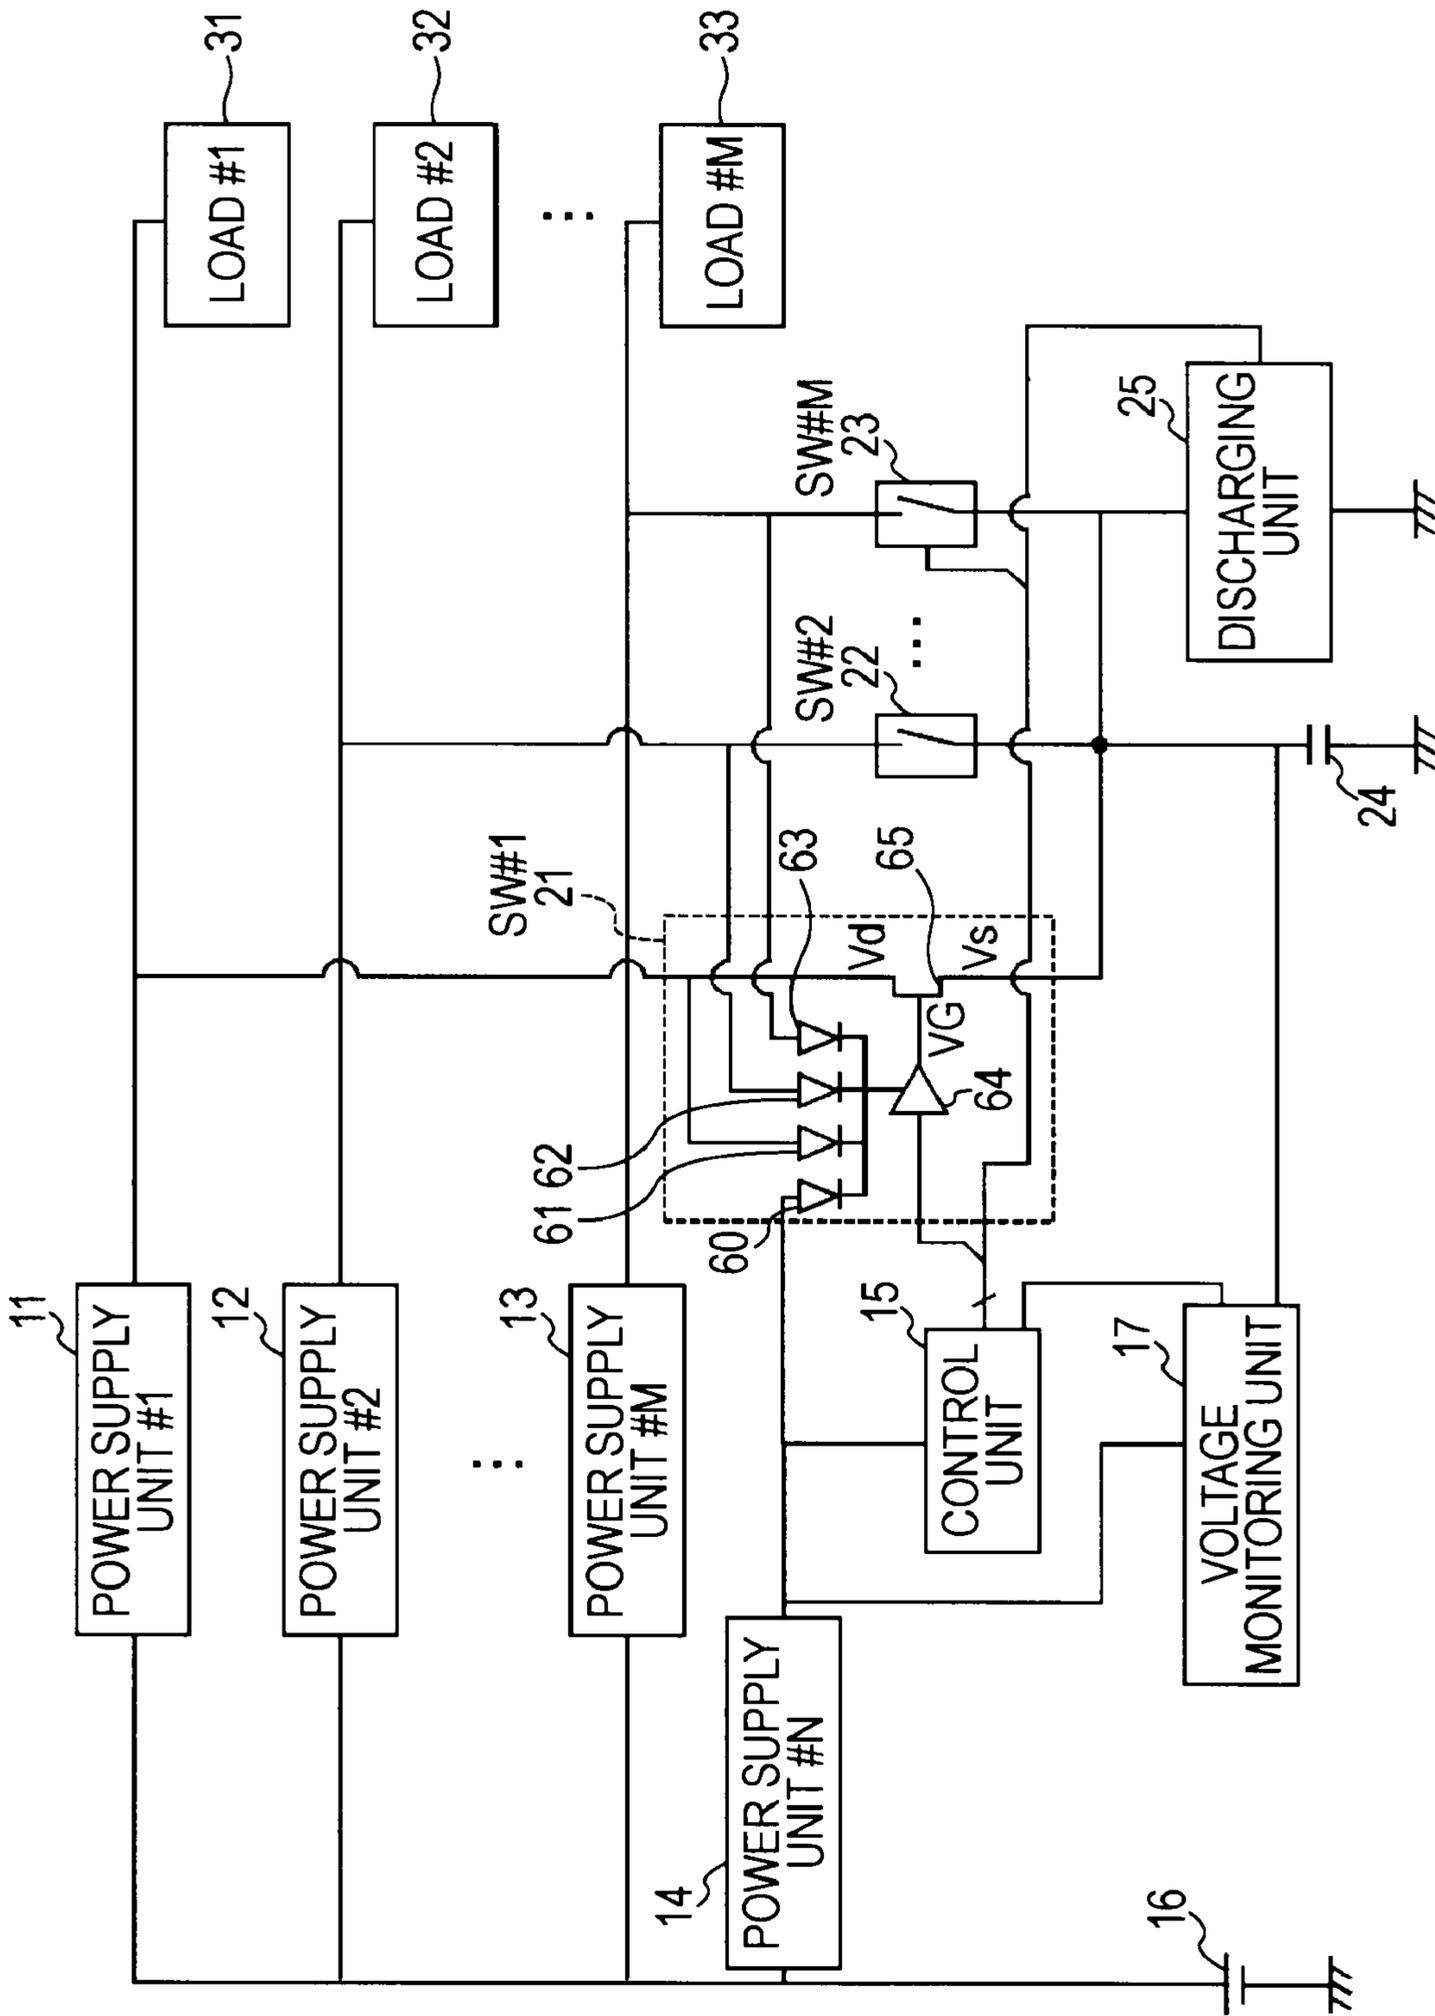 11
POWER SUPPLY
UNIT #1
31
LOAD #1
12
POWER SUPPLY
UNIT #2
32
LOAD #2
...
...
13
POWER SUPPLY
UNIT #M
33
LOAD #M
SW#1
21
61
62
60
63
Vd
VG
Vs
64
65
SW#2
22
...
SW#M
23
14
POWER SUPPLY
UNIT #N
15
CONTROL
UNIT
17
VOLTAGE
MONITORING UNIT
24
25
DISCHARGING
UNIT
16